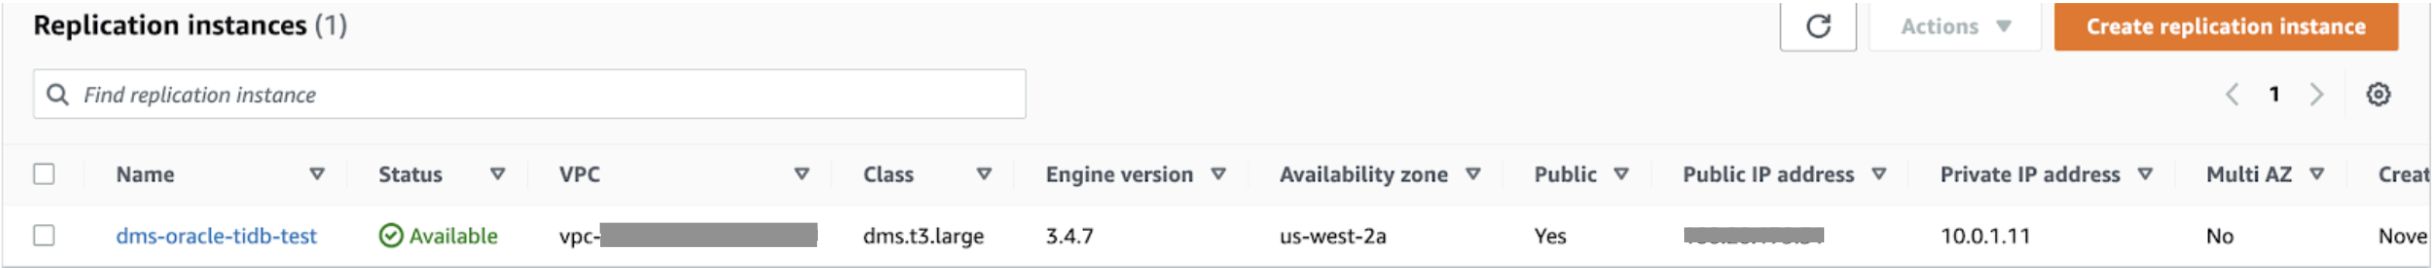 Replication instances (1)
Actions
Create replication instance
Find replication instance
1
Name Status VPC Class Engine version Availability zone Public Public IP address Private IP address Multi AZ Creat
dms-oracle-tidb-test Available vpc- dms.t3.large 3.4.7 us-west-2a Yes 10.0.1.11 No Nove